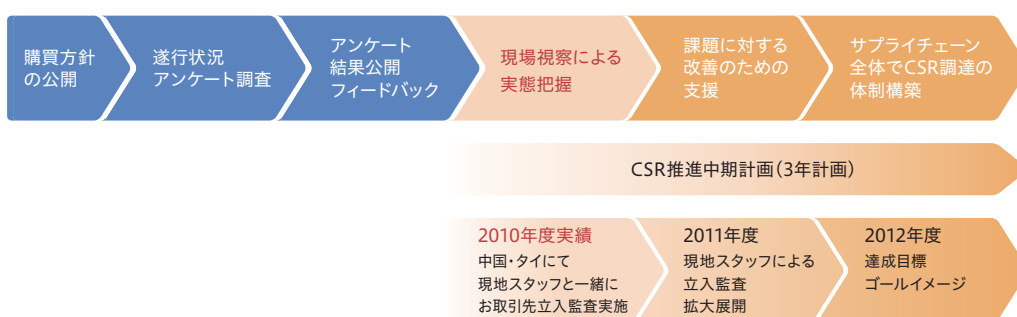 購買方針
の公開
遂行状況
アンケート調査
アンケート
結果公開
フィードバック
現場視察による
実態把握
課題に対する
改善のための
支援
サプライチェーン
全体でCSR調達の
体制構築
CSR推進中期計画(3年計画)
2010年度実績
中国・タイにて
現地スタッフと一緒に
お取引先立入監査実施
2011年度
現地スタッフによる
立入監査
拡大展開
2012年度
達成目標
ゴールイメージ